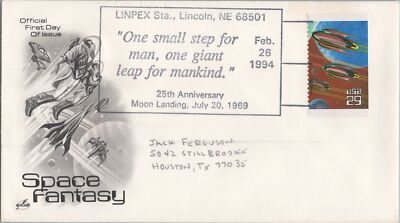 Official
First Day
Of Issue
LINPEX Sta., Lincoln, NE 68501
"One small step for
man, one giant
leap for mankind."
Feb.
26
1994
25th Anniversary
Moon Landing, July 20, 1969
USA
29
JACK FERGUSON
5042 STILLBROOKE
HOUSTON, TX 77035
Space
Fantasy